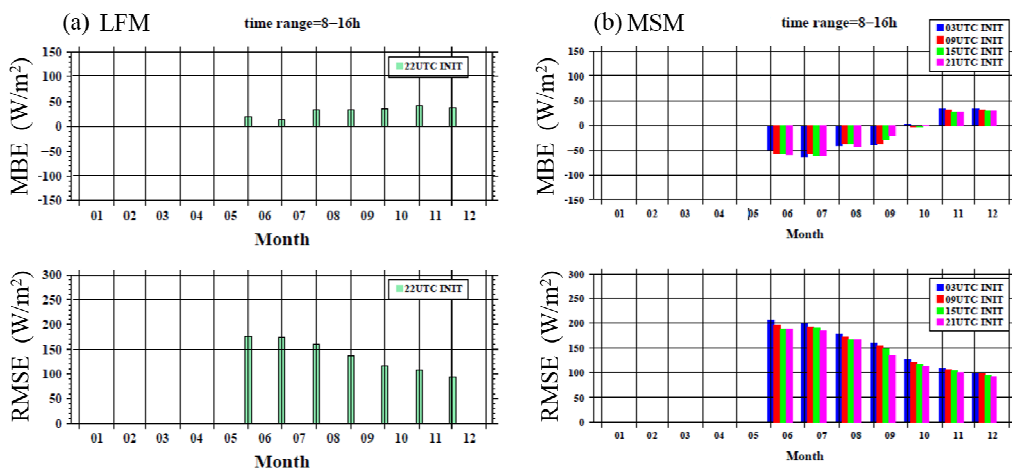 (a) LFM
time range=8−16h
22UTC INIT
MBE (W/m²)
150
100
50
0
-50
-100
-150
01 02 03 04 05 06 07 08 09 10 11 12
Month
22UTC INIT
RMSE (W/m²)
300
250
200
150
100
50
0
01 02 03 04 05 06 07 08 09 10 11 12
Month
(b) MSM
time range=8−16h
03UTC INIT
09UTC INIT
15UTC INIT
21UTC INIT
MBE (W/m²)
150
100
50
0
-50
-100
-150
01 02 03 04 05 06 07 08 09 10 11 12
Month
03UTC INIT
09UTC INIT
15UTC INIT
21UTC INIT
RMSE (W/m²)
300
250
200
150
100
50
0
01 02 03 04 05 06 07 08 09 10 11 12
Month